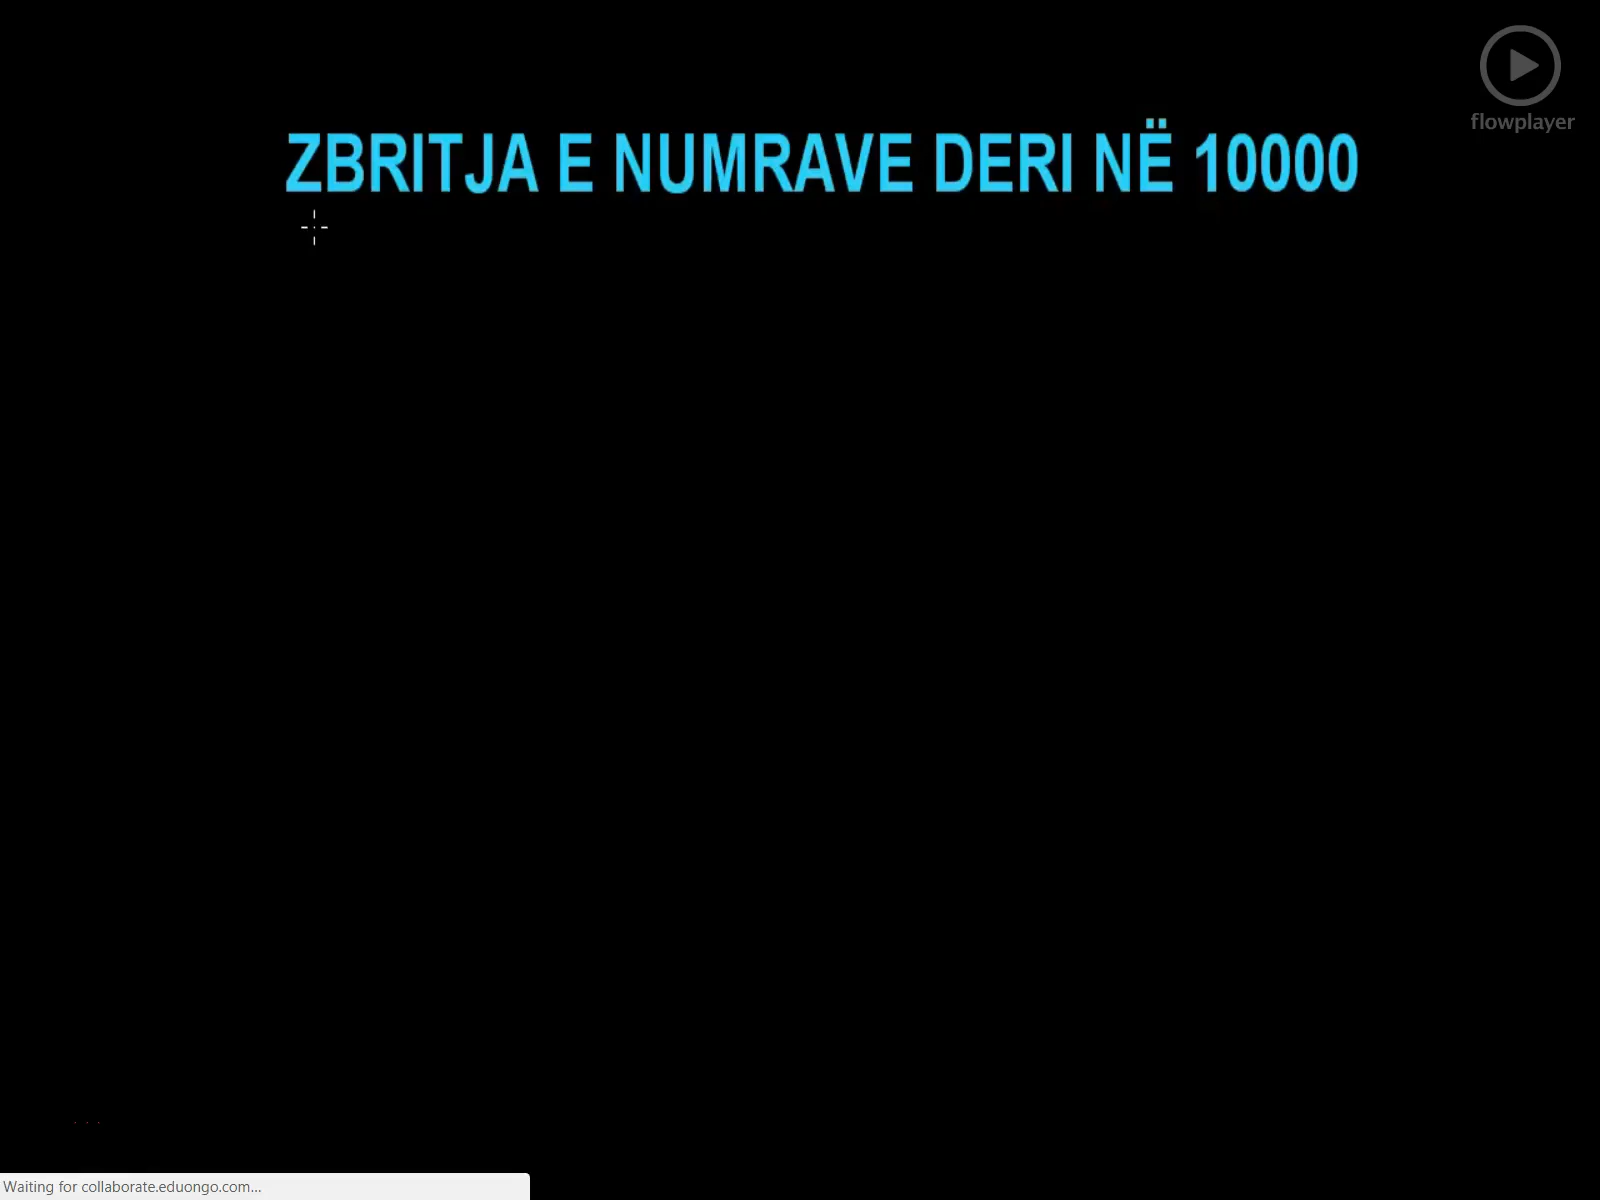 flowplayer
ZBRITJA E NUMRAVE DERI NË 10000
Waiting for collaborate.eduongo.com...